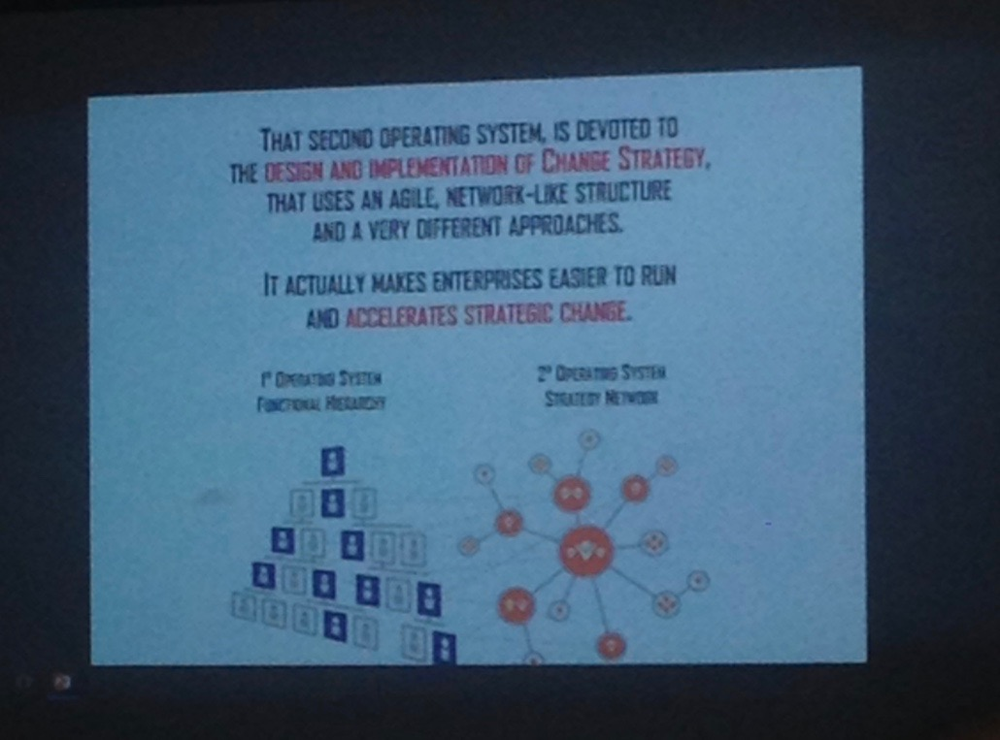 THAT SECOND OPERATING SYSTEM, IS DEVOTED TO
THE DESIGN AND IMPLEMENTATION OF CHANGE STRATEGY,
THAT USES AN AGILE, NETWORK-LIKE STRUCTURE
AND A VERY DIFFERENT APPROACHES.
IT ACTUALLY MAKES ENTERPRISES EASIER TO RUN
AND ACCELERATES STRATEGIC CHANGE.
1° OPERATING SYSTEM
FUNCTIONAL HIERARCHY
2° OPERATING SYSTEM
STRATEGY NETWORK